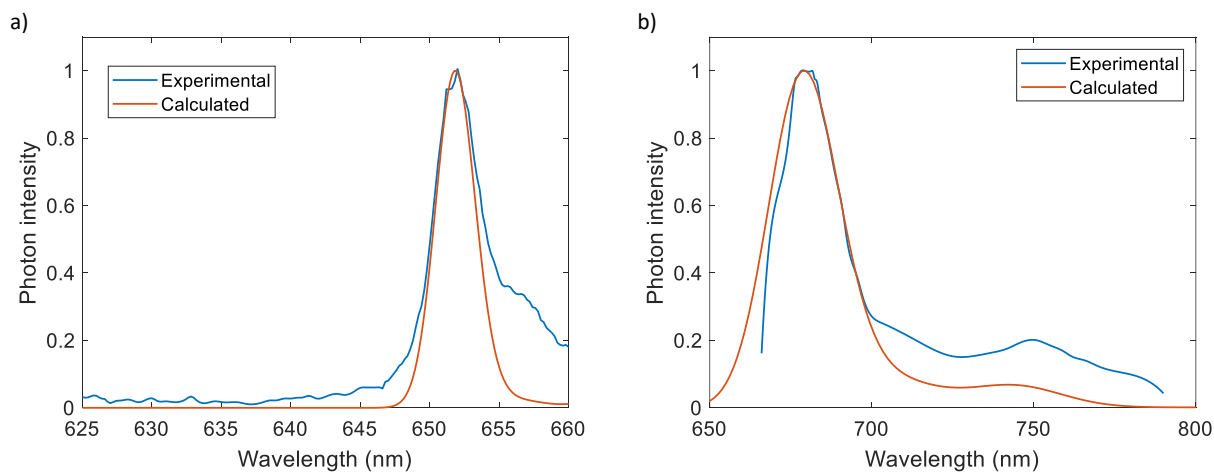 a)
Photon intensity
1
0.8
0.6
0.4
0.2
0
Experimental
Calculated
625 630 635 640 645 650 655 660
Wavelength (nm)
b)
Photon intensity
1
0.8
0.6
0.4
0.2
0
Experimental
Calculated
650 700 750 800
Wavelength (nm)